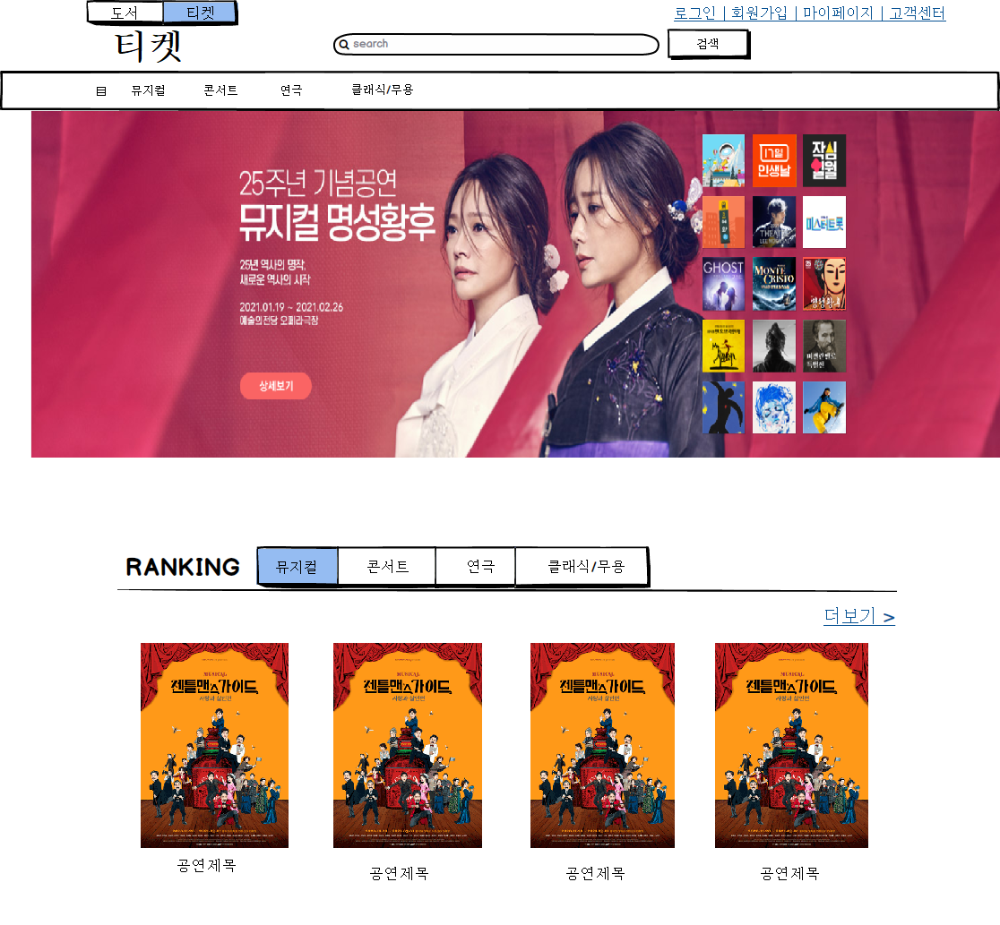 도서 티켓
로그인 | 회원가입 | 마이페이지 | 고객센터
티켓
search
검색
뮤지컬 콘서트 연극 클래식/무용
25주년 기념공연
뮤지컬 명성황후
25년 역사의 명작,
새로운 역사의 시작
2021.01.19 ~ 2021.02.26
예술의전당 오페라극장
상세보기
17일
인생날
작심
일월
미스터트롯
GHOST
MONTE
CRISTO
25
명성황후
미켈란젤로
특별전
RANKING 뮤지컬 콘서트 연극 클래식/무용
더보기 >
MUSICAL
젠틀맨스 가이드
사랑과 살인편
MUSICAL
젠틀맨스 가이드
사랑과 살인편
MUSICAL
젠틀맨스 가이드
사랑과 살인편
MUSICAL
젠틀맨스 가이드
사랑과 살인편
공연제목
공연제목
공연제목
공연제목